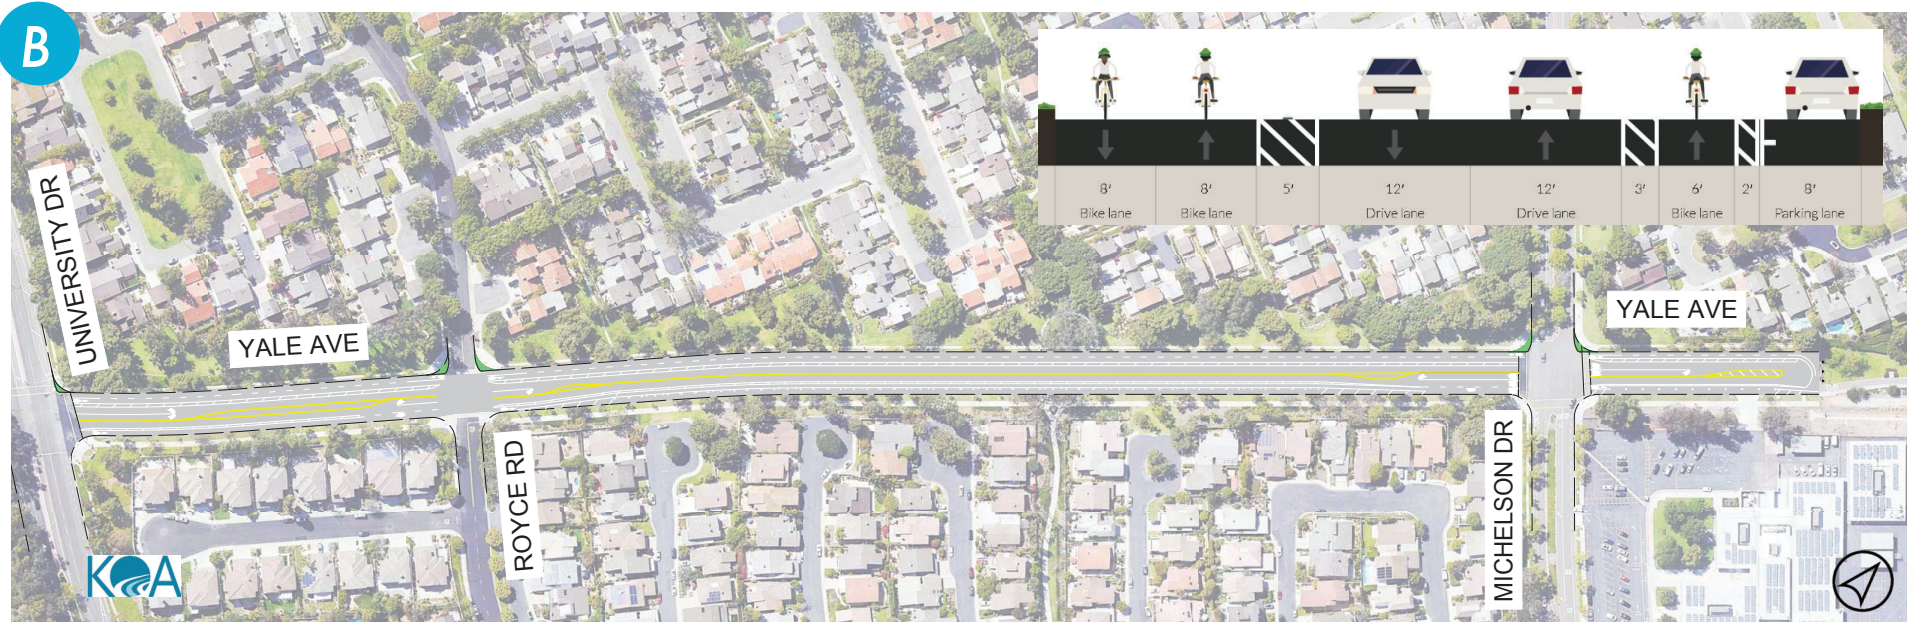 B
8' 8' 5' 12' 12' 3' 6' 2' 8'
Bike lane Bike lane Drive lane Drive lane Bike lane Parking lane
UNIVERSITY DR
YALE AVE
YALE AVE
ROYCE RD
MICHELSON DR
KOA